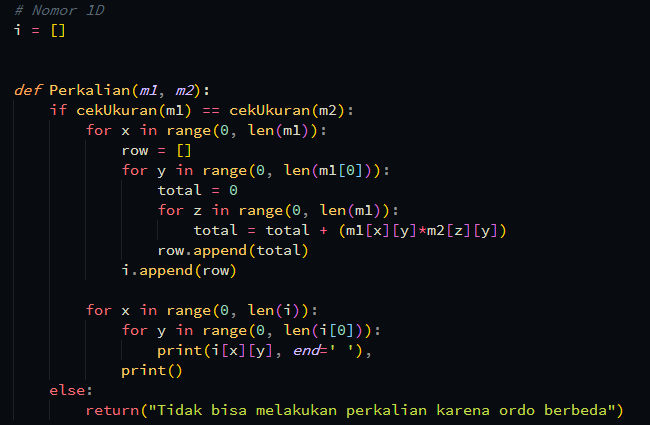 # Nomor 1D
i = []
def Perkalian(m1, m2):
    if cekUkuran(m1) == cekUkuran(m2):
        for x in range(0, len(m1)):
            row = []
            for y in range(0, len(m1[0])):
                total = 0
                for z in range(0, len(m1)):
                    total = total + (m1[x][y]*m2[z][y])
                row.append(total)
            i.append(row)
        for x in range(0, len(i)):
            for y in range(0, len(i[0])):
                print(i[x][y], end=' '),
            print()
    else:
        return("Tidak bisa melakukan perkalian karena ordo berbeda")